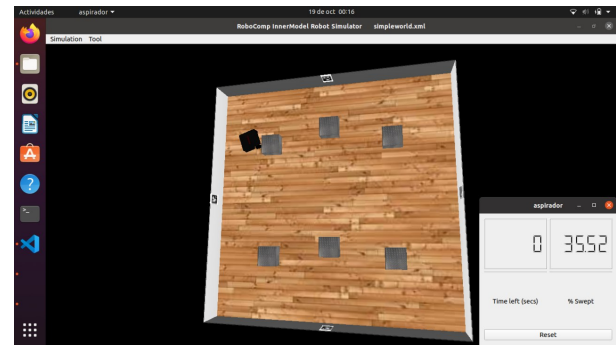 Actividades
aspirador
19 de oct 00:16
RoboComp InnerModel Robot Simulator simpleworld.xml
Simulation Tool
aspirador
0
35.52
Time left (secs)
% Swept
Reset